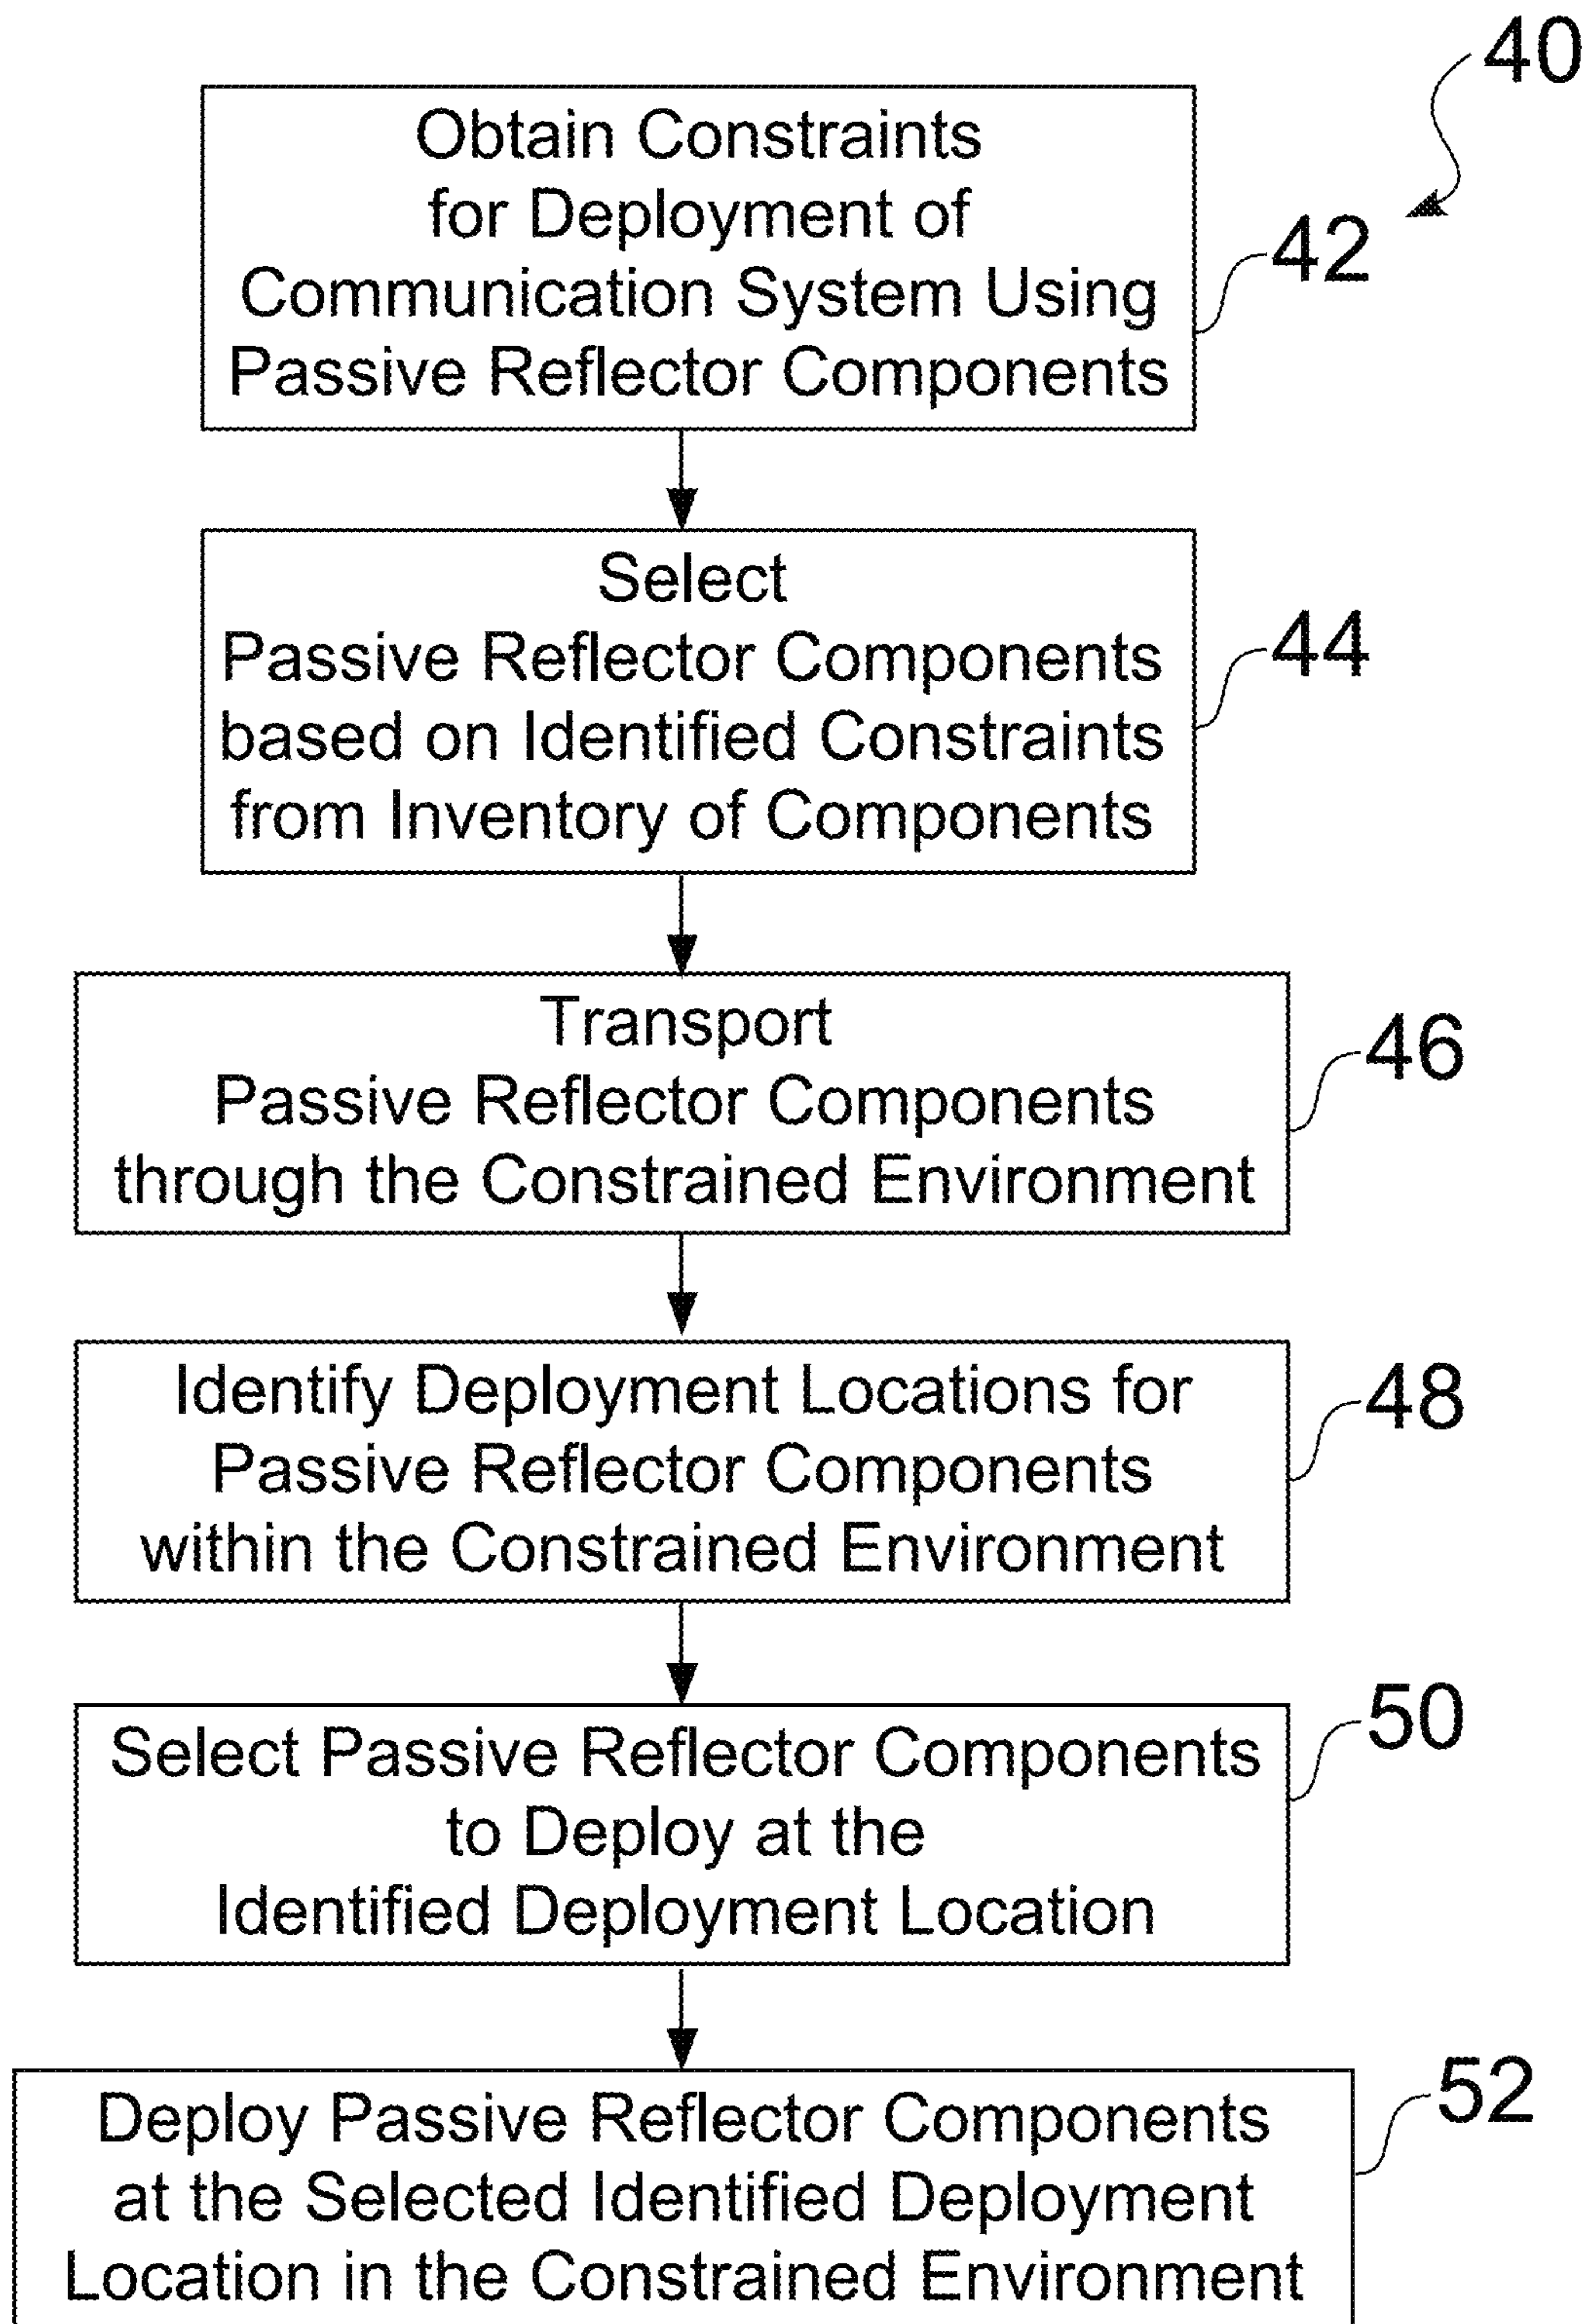 40
Obtain Constraints
for Deployment of
Communication System Using
Passive Reflector Components
42
Select
Passive Reflector Components
based on Identified Constraints
from Inventory of Components
44
Transport
Passive Reflector Components
through the Constrained Environment
46
Identify Deployment Locations for
Passive Reflector Components
within the Constrained Environment
48
Select Passive Reflector Components
to Deploy at the
Identified Deployment Location
50
Deploy Passive Reflector Components
at the Selected Identified Deployment
Location in the Constrained Environment
52